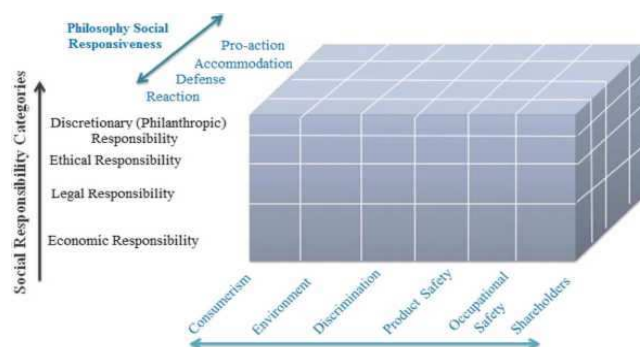 Philosophy Social
Responsiveness
Pro-action
Accommodation
Defense
Reaction
Social Responsibility Categories
Discretionary (Philanthropic)
Responsibility
Ethical Responsibility
Legal Responsibility
Economic Responsibility
Consumerism
Environment
Discrimination
Product Safety
Occupational
Safety
Shareholders